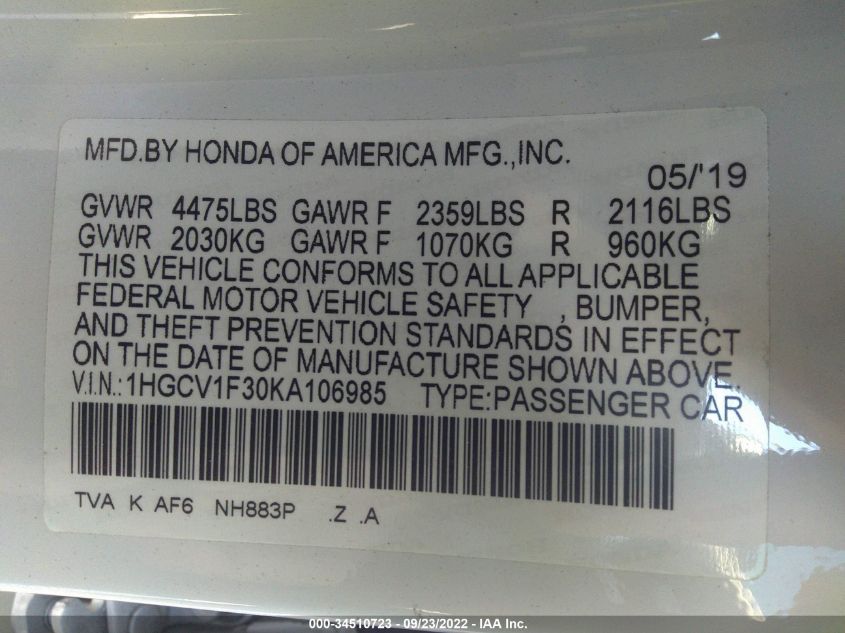 MFD.BY HONDA OF AMERICA MFG.,INC.
05/'19
GVWR 4475LBS GAWR F 2359LBS R 2116LBS
GVWR 2030KG GAWR F 1070KG R 960KG
THIS VEHICLE CONFORMS TO ALL APPLICABLE
FEDERAL MOTOR VEHICLE SAFETY , BUMPER,
AND THEFT PREVENTION STANDARDS IN EFFECT
ON THE DATE OF MANUFACTURE SHOWN ABOVE.
V.I.N.:1HGCV1F30KA106985 TYPE:PASSENGER CAR
TVA K AF6 NH883P .Z .A
000-34510723 - 09/23/2022 - IAA Inc.